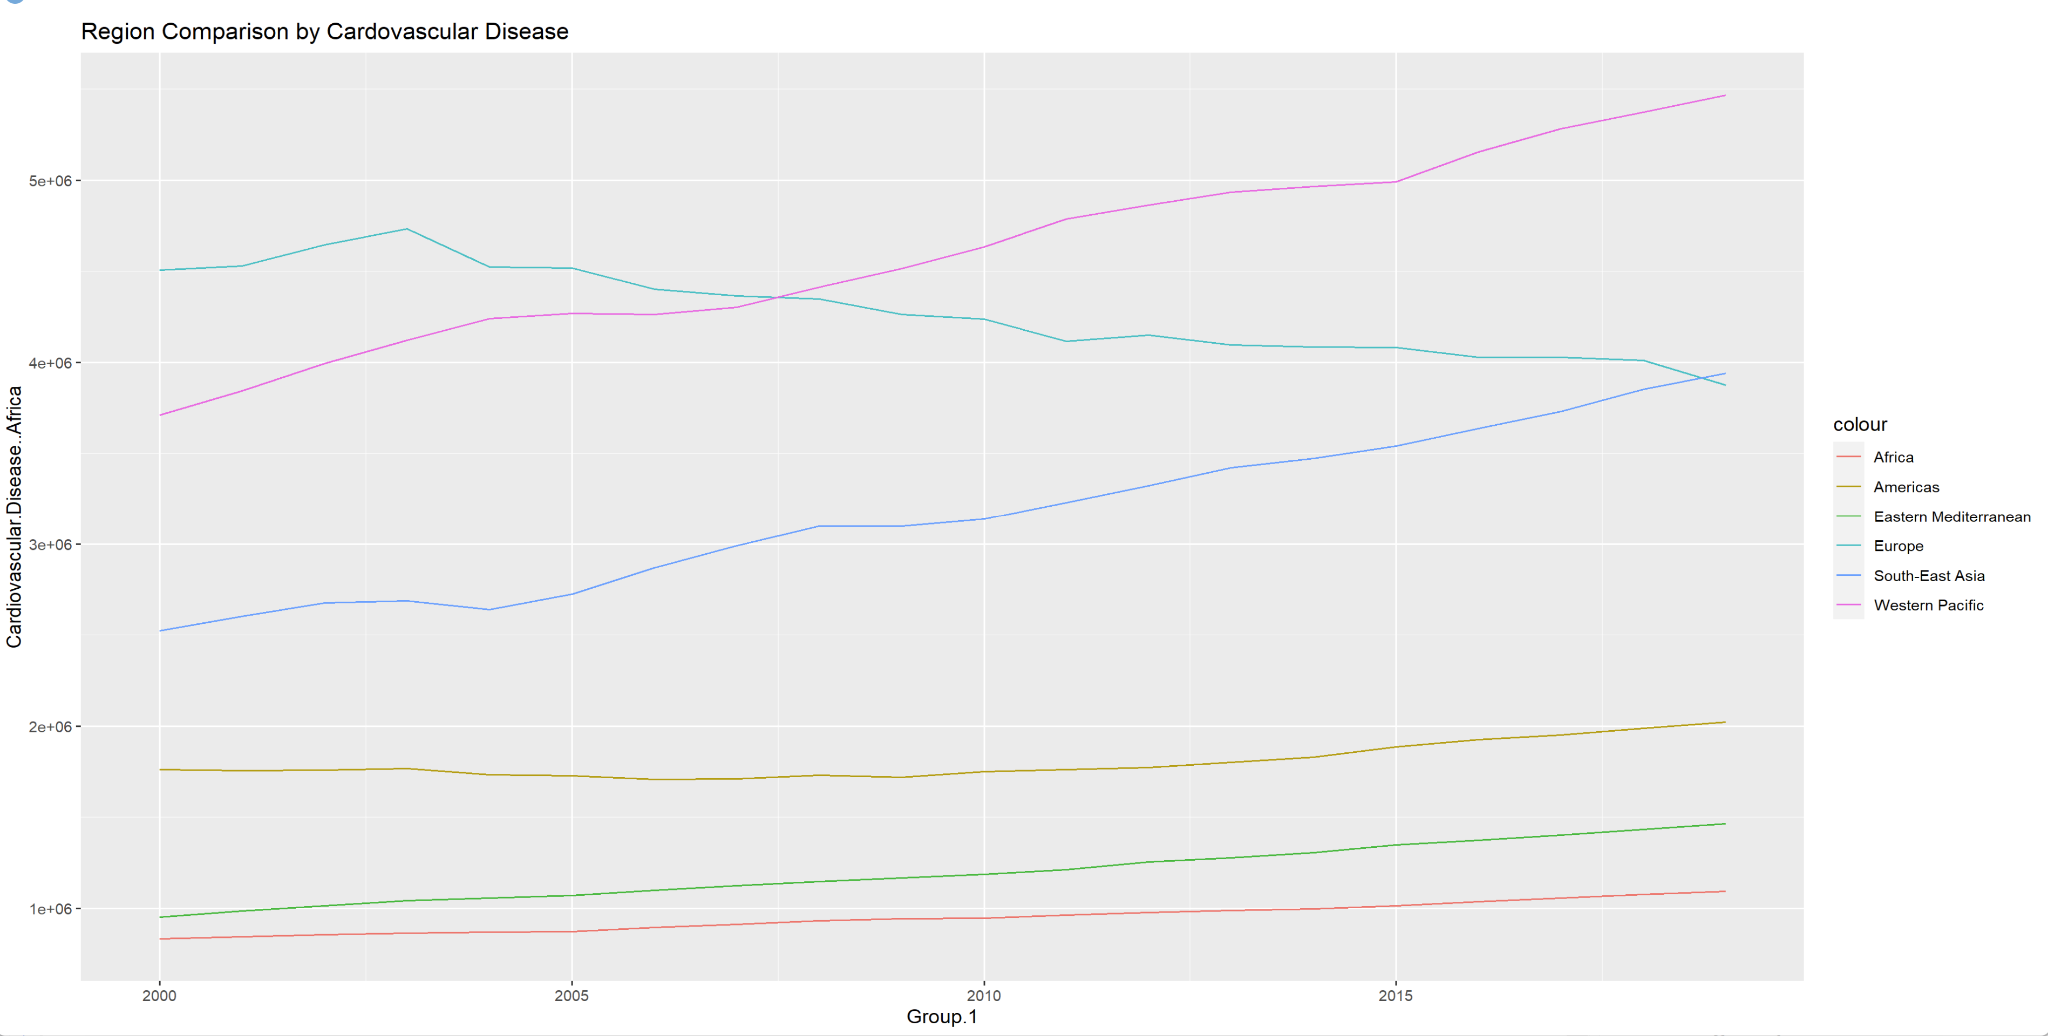 Region Comparison by Cardovascular Disease
Cardiovascular.Disease..Africa
5e+06
4e+06
3e+06
2e+06
1e+06
2000
2005
2010
2015
Group.1
colour
Africa
Americas
Eastern Mediterranean
Europe
South-East Asia
Western Pacific